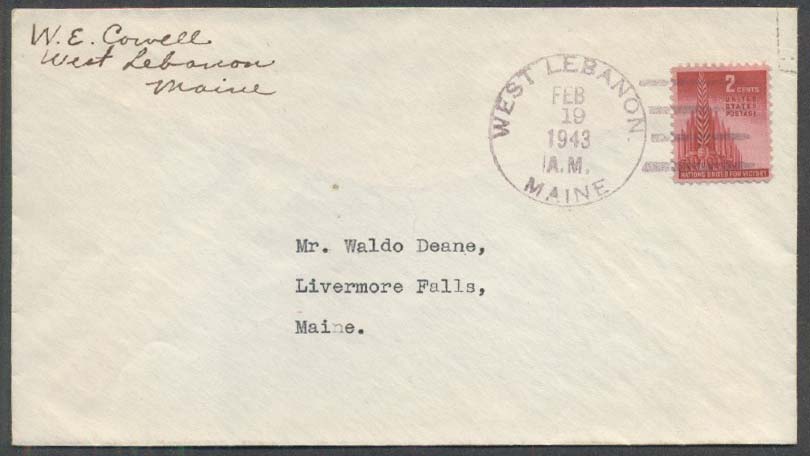 W. E. Cowell
West Lebanon
Maine
WEST LEBANON
FEB
19
1943
A.M.
MAINE
2 CENTS
UNITED
STATES
POSTAGE
NATIONS UNITED FOR VICTORY
Mr. Waldo Deane,
Livermore Falls,
Maine.